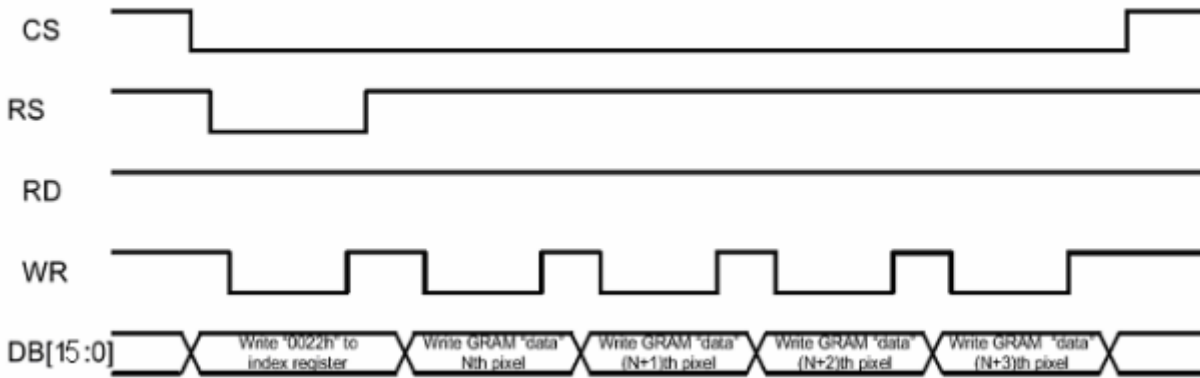 CS
RS
RD
WR
DB[15:0]
Write "0022h" to
index register
Write GRAM "data"
Nth pixel
Write GRAM "data"
(N+1)th pixel
Write GRAM "data"
(N+2)th pixel
Write GRAM "data"
(N+3)th pixel